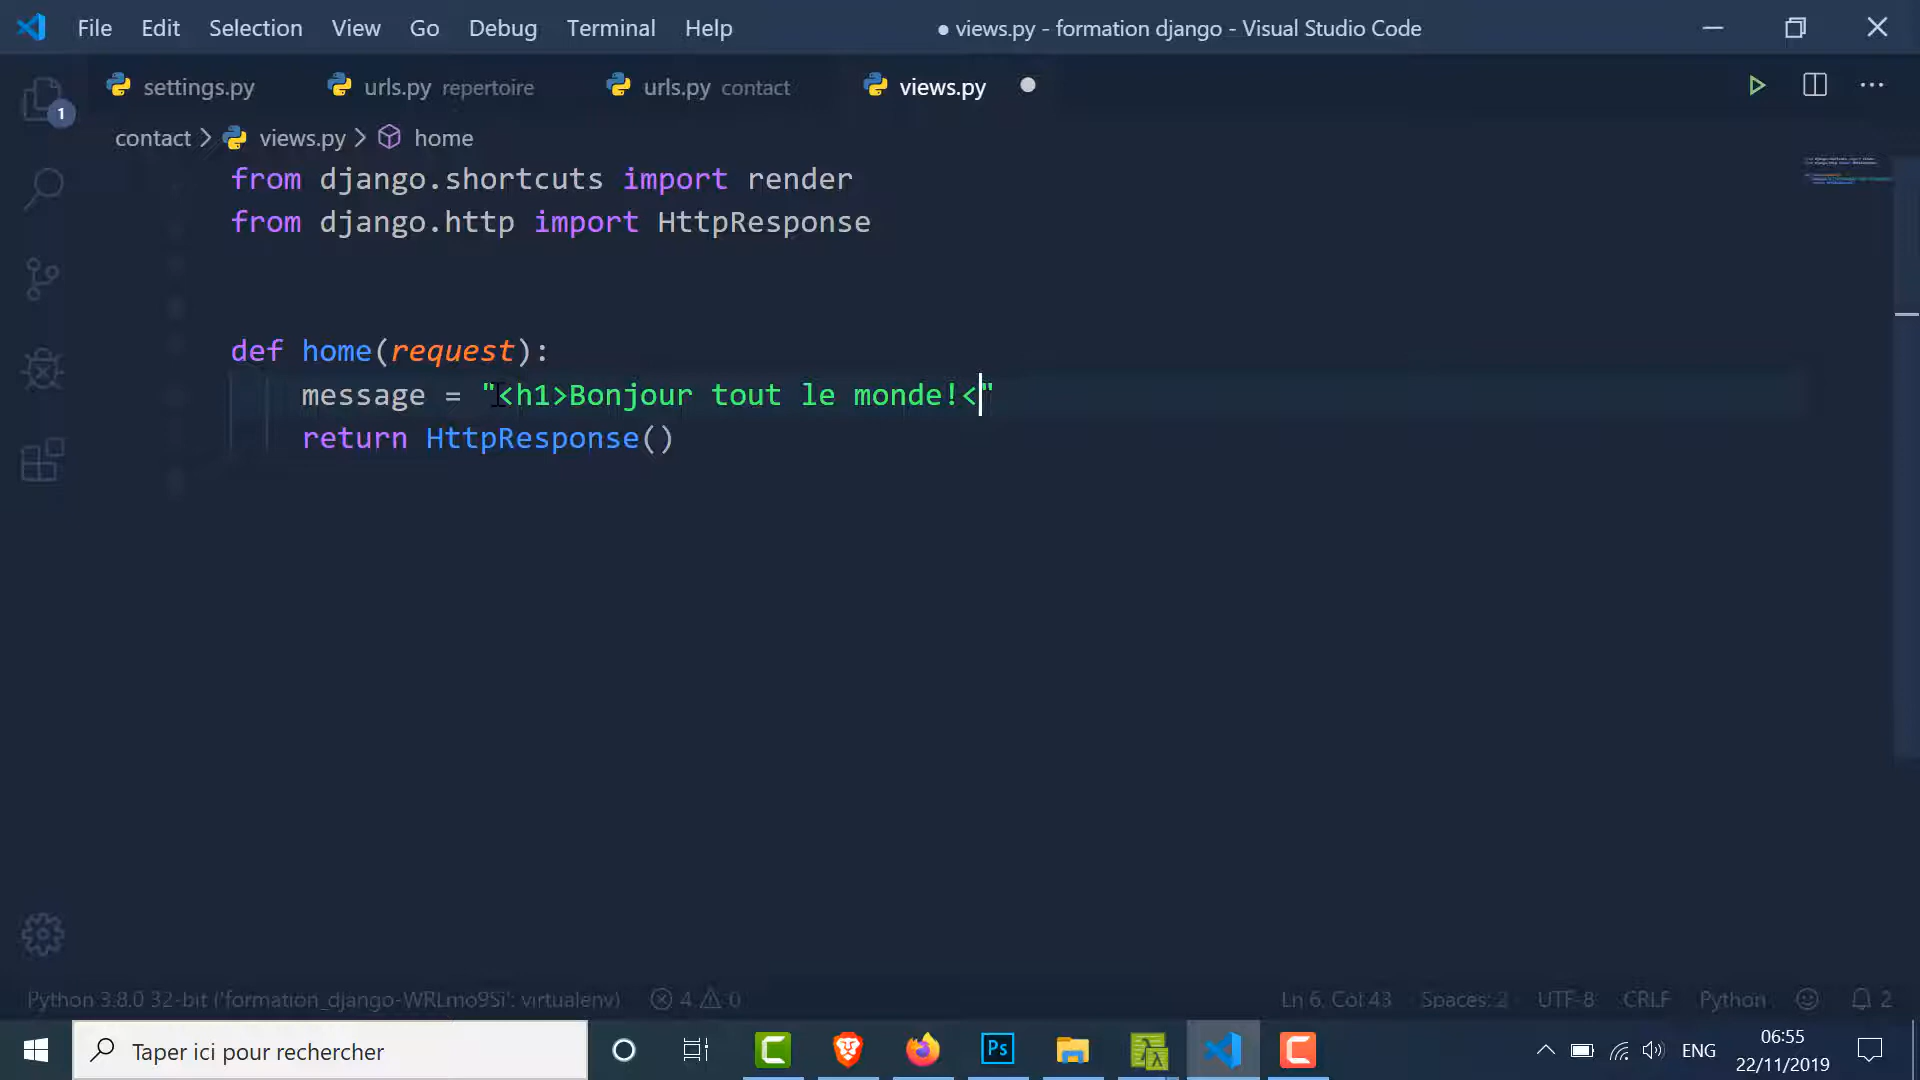 File Edit Selection View Go Debug Terminal Help ● views.py - formation django - Visual Studio Code
settings.py urls.py repertoire urls.py contact views.py
1
contact > views.py > home
from django.shortcuts import render
from django.http import HttpResponse
def home(request):
message = "<h1>Bonjour tout le monde!<"
return HttpResponse()
Python 3.8.0 32-bit ('formation_django-WRLmo9Si': virtualenv) 4 0 Ln 6, Col 43 Spaces: 2 UTF-8 CRLF Python 2
Taper ici pour rechercher Ps ENG 06:55
22/11/2019